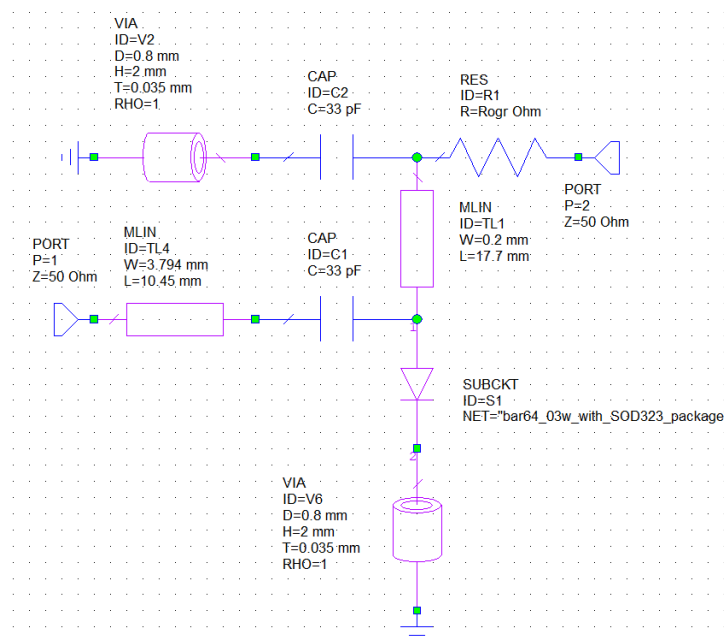 VIA
ID=V2
D=0.8 mm
H=2 mm
T=0.035 mm
RHO=1
CAP
ID=C2
C=33 pF
RES
ID=R1
R=Rogr Ohm
PORT
P=2
Z=50 Ohm
MLIN
ID=TL1
W=0.2 mm
L=17.7 mm
PORT
P=1
Z=50 Ohm
MLIN
ID=TL4
W=3.794 mm
L=10.45 mm
CAP
ID=C1
C=33 pF
1
SUBCKT
ID=S1
NET="bar64_03w_with_SOD323_package
2
VIA
ID=V6
D=0.8 mm
H=2 mm
T=0.035 mm
RHO=1